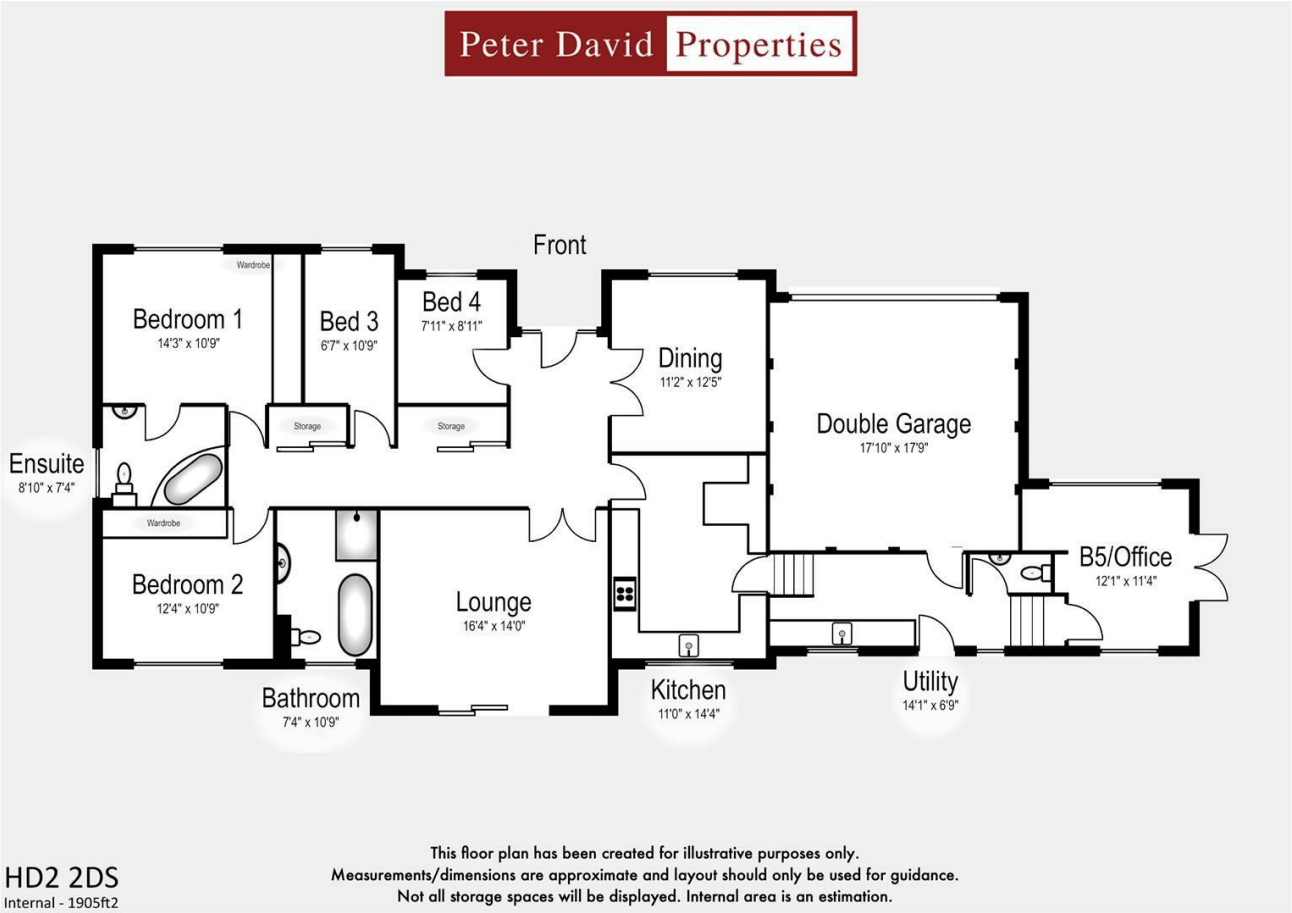 Peter David Properties
Front
Wardrobe
Bedroom 1
14'3" x 10'9"
Bed 3
6'7" x 10'9"
Bed 4
7'11" x 8'11"
Dining
11'2" x 12'5"
Double Garage
17'10" x 17'9"
Storage
Storage
Ensuite
8'10" x 7'4"
Wardrobe
Bedroom 2
12'4" x 10'9"
Lounge
16'4" x 14'0"
B5/Office
12'1" x 11'4"
Bathroom
7'4" x 10'9"
Kitchen
11'0" x 14'4"
Utility
14'1" x 6'9"
This floor plan has been created for illustrative purposes only.
Measurements/dimensions are approximate and layout should only be used for guidance.
Not all storage spaces will be displayed. Internal area is an estimation.
HD2 2DS
Internal - 1905ft2